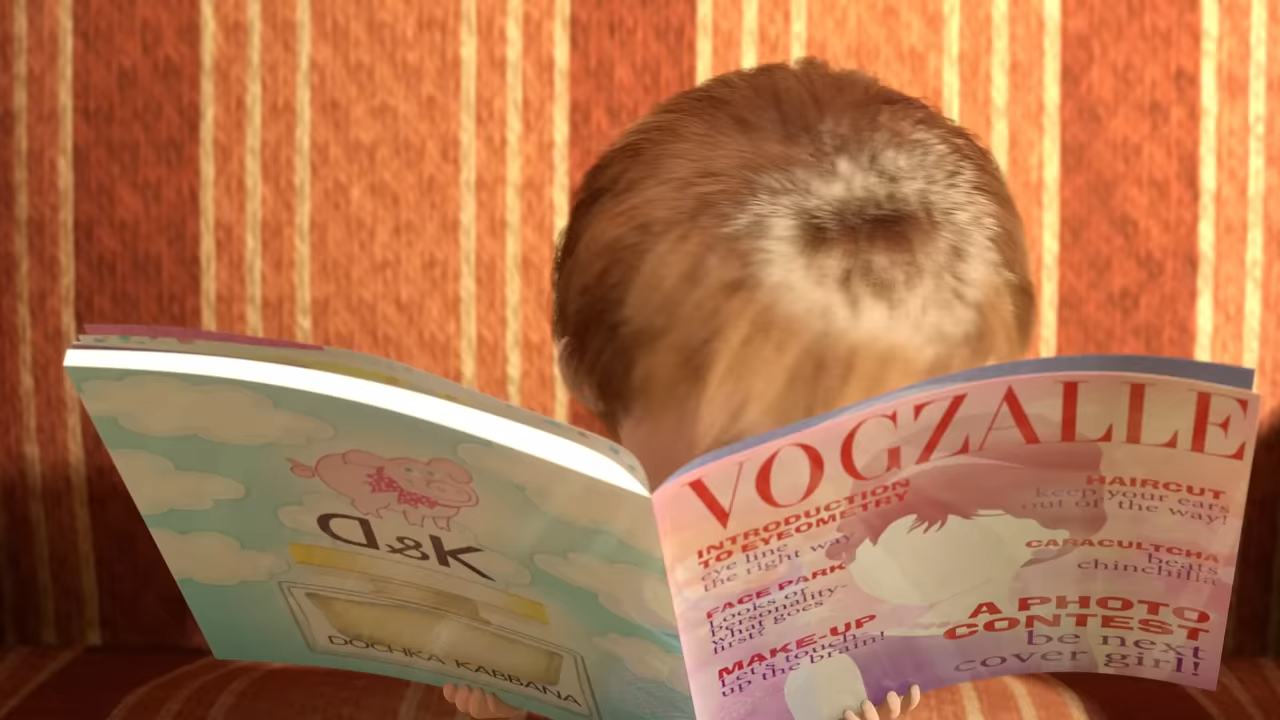 D&K
DOCHKA KABBANA
VOGZALLE
INTRODUCTION
TO EYEOMETRY
eye line
the right way
FACE PARK
Looks or
personality-
what goes
first?
MAKE-UP
Let's touch-
up the brain!
HAIRCUT
keep your ears
out of the way!
CARACULTCHA
beats
chinchilla
A PHOTO
CONTEST
be next
cover girl!